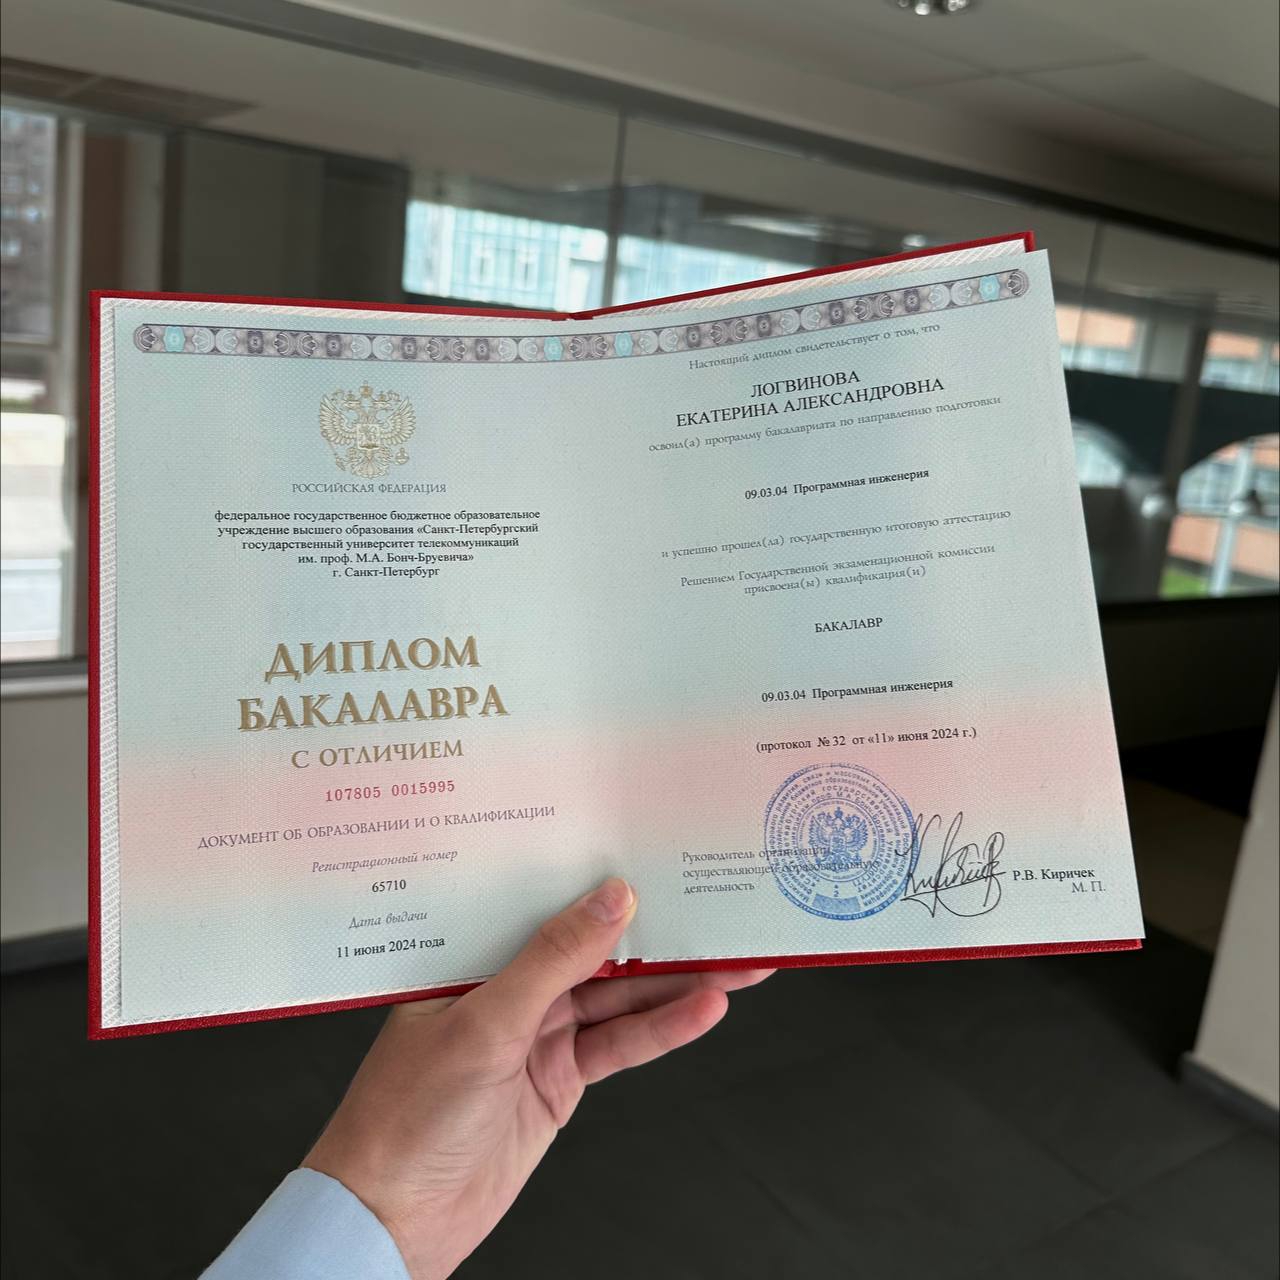 РОССИЙСКАЯ ФЕДЕРАЦИЯ
федеральное государственное бюджетное образовательное
учреждение высшего образования «Санкт-Петербургский
государственный университет телекоммуникаций
им. проф. М.А. Бонч-Бруевича»
г. Санкт-Петербург
ДИПЛОМ
БАКАЛАВРА
С ОТЛИЧИЕМ
107805 0015995
ДОКУМЕНТ ОБ ОБРАЗОВАНИИ И О КВАЛИФИКАЦИИ
Регистрационный номер
65710
Дата выдачи
11 июня 2024 года
Настоящий диплом свидетельствует о том, что
ЛОГВИНОВА
ЕКАТЕРИНА АЛЕКСАНДРОВНА
освоил(а) программу бакалавриата по направлению подготовки
09.03.04 Программная инженерия
и успешно прошел(ла) государственную итоговую аттестацию
Решением Государственной экзаменационной комиссии
присвоена(ы) квалификация(и)
БАКАЛАВР
09.03.04 Программная инженерия
(протокол № 32 от «11» июня 2024 г.)
Руководитель организации,
осуществляющей образовательную
деятельность
Р.В. Киричек
М. П.